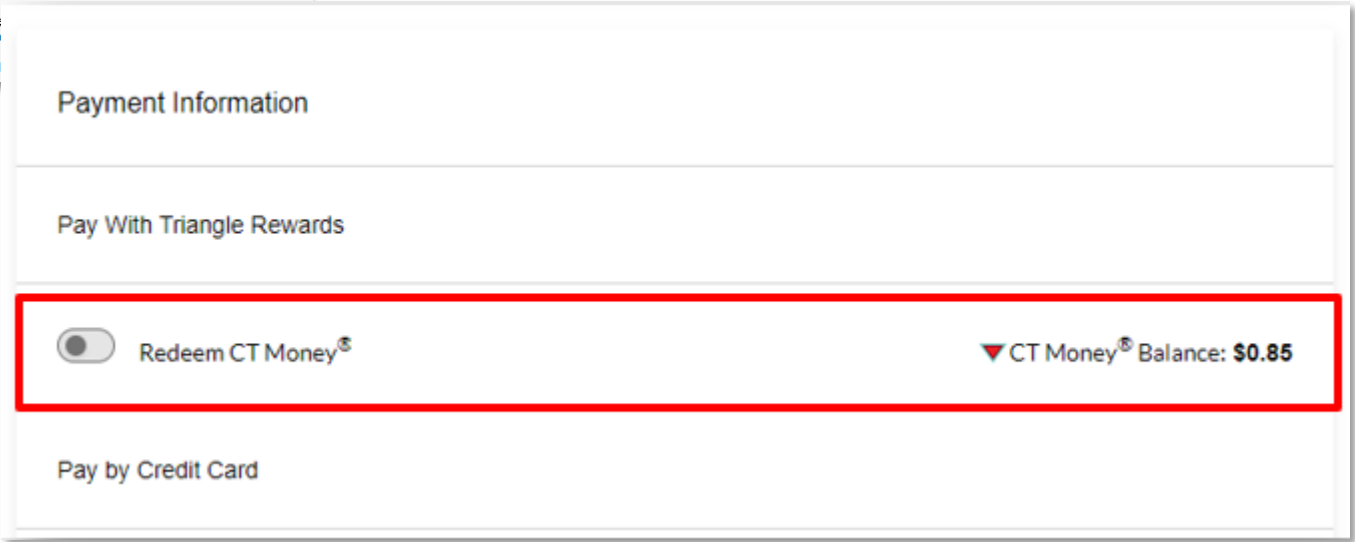 Payment Information
Pay With Triangle Rewards
Redeem CT Money® CT Money® Balance: $0.85
Pay by Credit Card